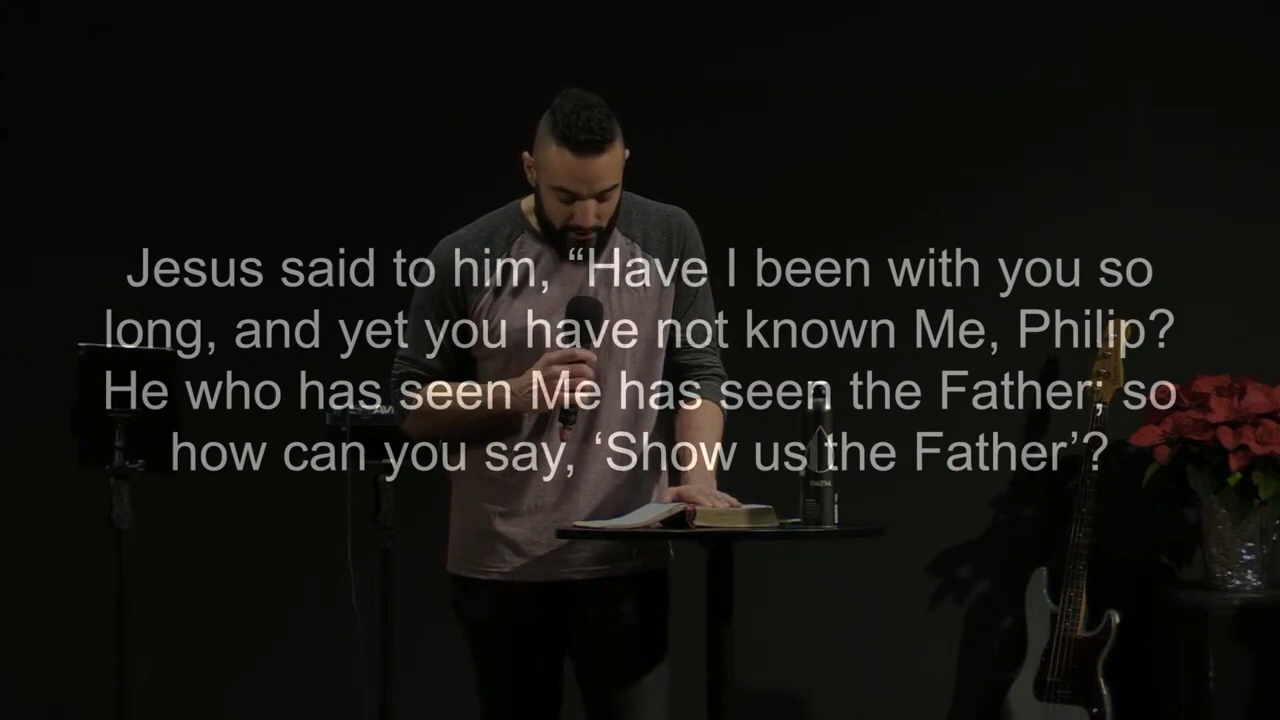 Jesus said to him, “Have I been with you so
long, and yet you have not known Me, Philip?
He who has seen Me has seen the Father; so
how can you say, ‘Show us the Father’?